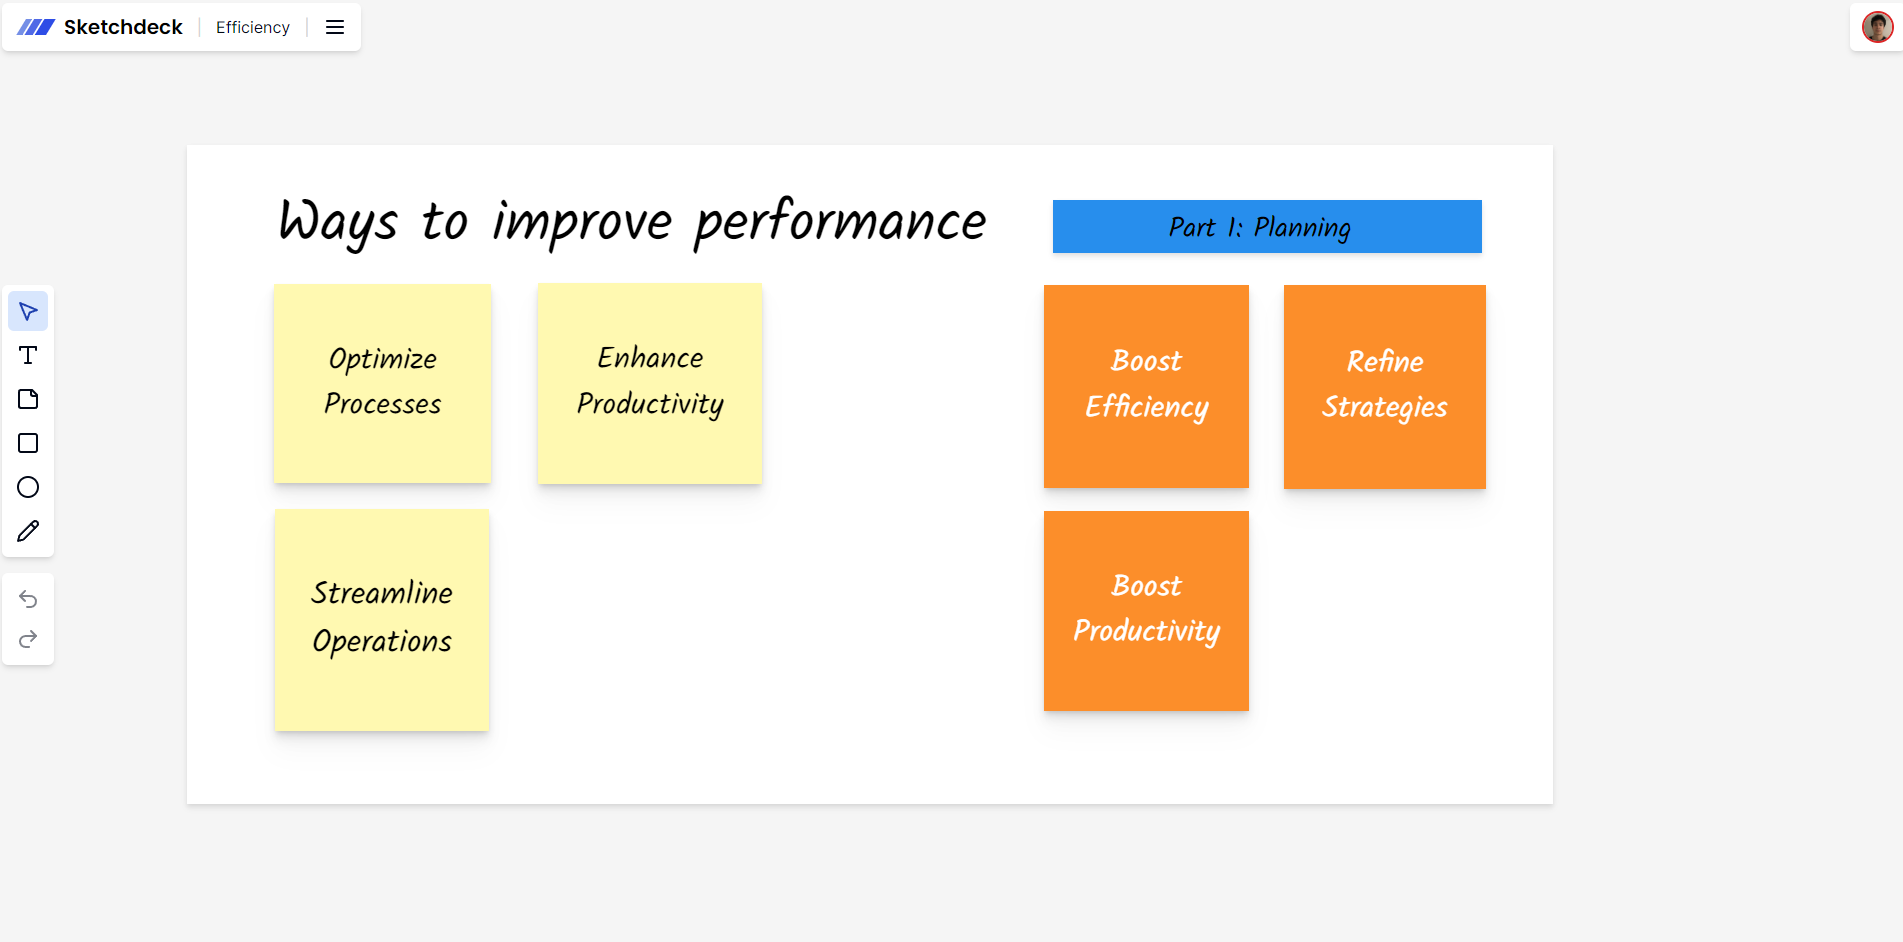 Sketchdeck
Efficiency
Ways to improve performance
Part 1: Planning
Optimize
Processes
Enhance
Productivity
Boost
Efficiency
Refine
Strategies
Streamline
Operations
Boost
Productivity